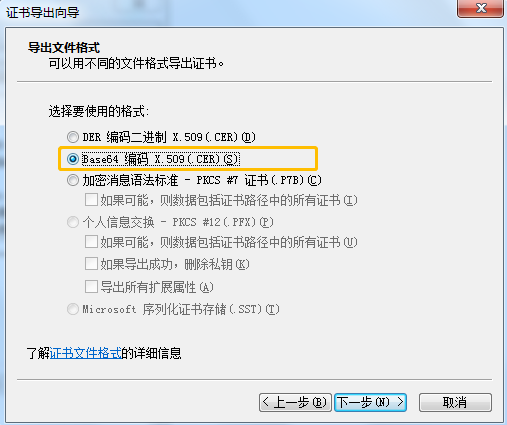 证书导出向导
导出文件格式
可以用不同的文件格式导出证书。
选择要使用的格式:
DER 编码二进制 X.509(.CER)(D)
Base64 编码 X.509(.CER)(S)
加密消息语法标准 - PKCS #7 证书(.P7B)(C)
如果可能，则数据包括证书路径中的所有证书(I)
个人信息交换 - PKCS #12(.PFX)(P)
如果可能，则数据包括证书路径中的所有证书(U)
如果导出成功，删除私钥(K)
导出所有扩展属性(A)
Microsoft 序列化证书存储(.SST)(T)
了解证书文件格式的详细信息
< 上一步(B) 下一步(N) > 取消